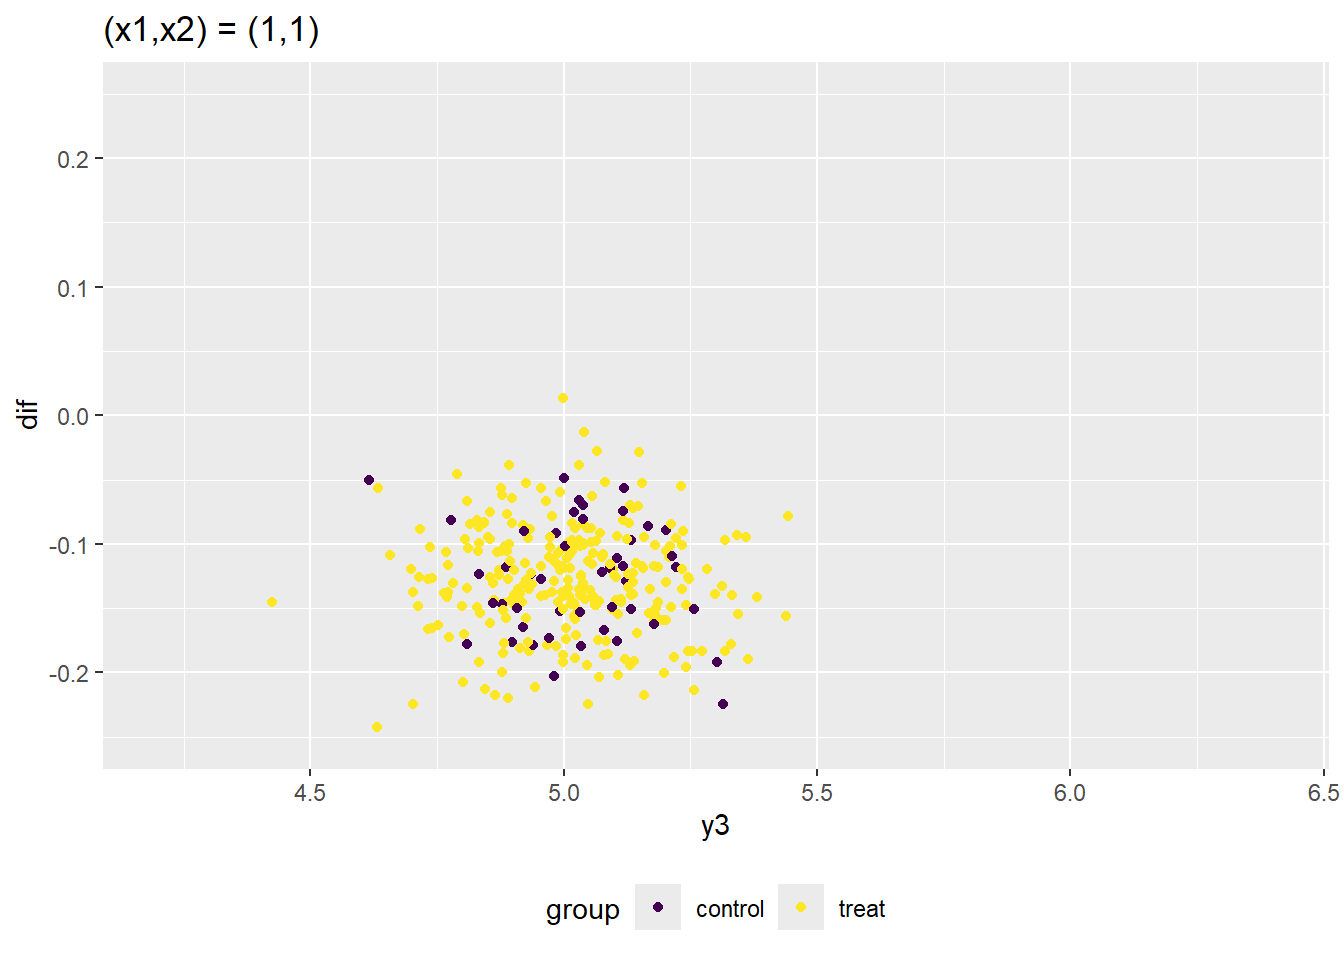 (x1,x2) = (1,1)
dif
0.2
0.1
0.0
-0.1
-0.2
4.5 5.0 5.5 6.0 6.5
y3
group control treat